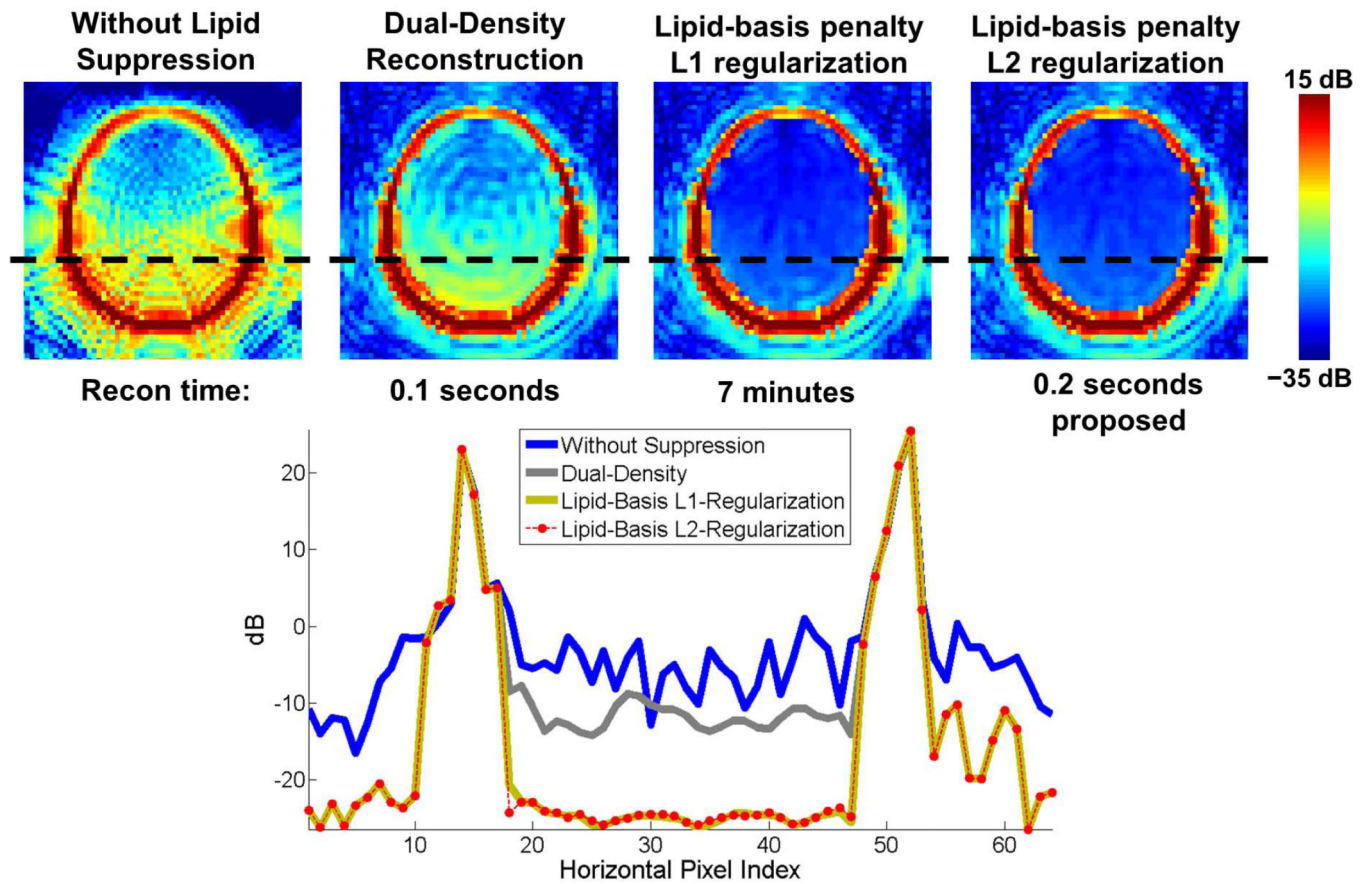 Without Lipid
Suppression
Dual-Density
Reconstruction
Lipid-basis penalty
L1 regularization
Lipid-basis penalty
L2 regularization
15 dB
−35 dB
Recon time:
0.1 seconds
7 minutes
0.2 seconds
proposed
Without Suppression
Dual-Density
Lipid-Basis L1-Regularization
Lipid-Basis L2-Regularization
dB
20
10
0
-10
-20
10
20
30
40
50
60
Horizontal Pixel Index